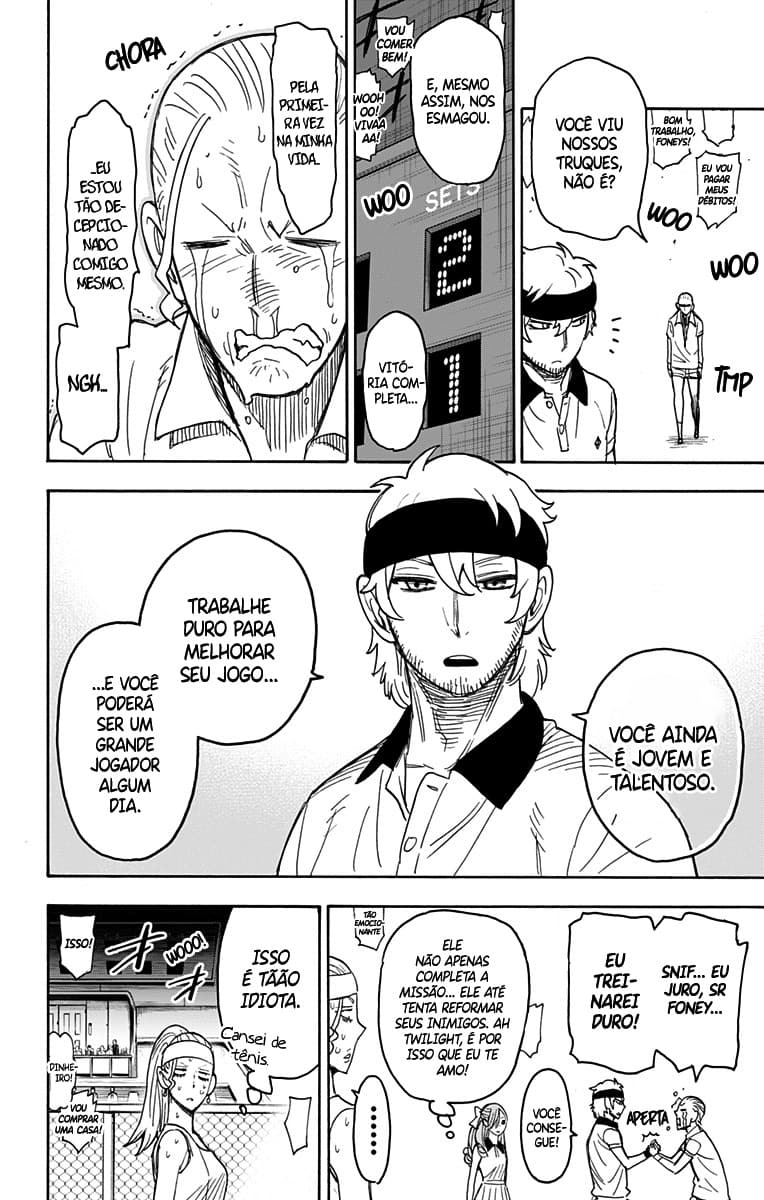 BOM
TRABALHO,
FONEYS!
EU VOU
PAGAR
MEUS
DÉBITOS!
WOO
WOO
TMP
VOCÊ VIU
NOSSOS
TRUQUES,
NÃO É?
E, MESMO
ASSIM, NOS
ESMAGOU.
VOU
COMER
BEM!
WOOH
OO!
VIVAA
AA!
WOO
SETS
2
1
VITÓ-
RIA COM-
PLETA...
CHORA
PELA
PRIMEI-
RA VEZ
NA MINHA
VIDA...
...EU
ESTOU
TÃO DE-
CEPCIO-
NADO
COMIGO
MESMO.
NGH...
VOCÊ AINDA
É JOVEM E
TALENTOSO.
TRABALHE
DURO PARA
MELHORAR
SEU JOGO...
...E VOCÊ
PODERÁ
SER UM
GRANDE
JOGADOR
ALGUM
DIA.
SNIF... EU
JURO, SR
FONEY...
EU
TREI-
NAREI
DURO!
APERTA
VOCÊ
CONSE-
GUE!
ELE
NÃO APENAS
COMPLETA A
MISSÃO... ELE ATÉ
TENTA REFORMAR
SEUS INIMIGOS. AH
TWILIGHT, É POR
ISSO QUE EU TE
AMO!
TÃO
EMOCIO-
NANTE
ISSO
É TÃÃO
IDIOTA.
Cansei de
tênis.
WOOO!
ISSO!
DINHE-
IRO!
VOU
COMPRAR
UMA CASA!